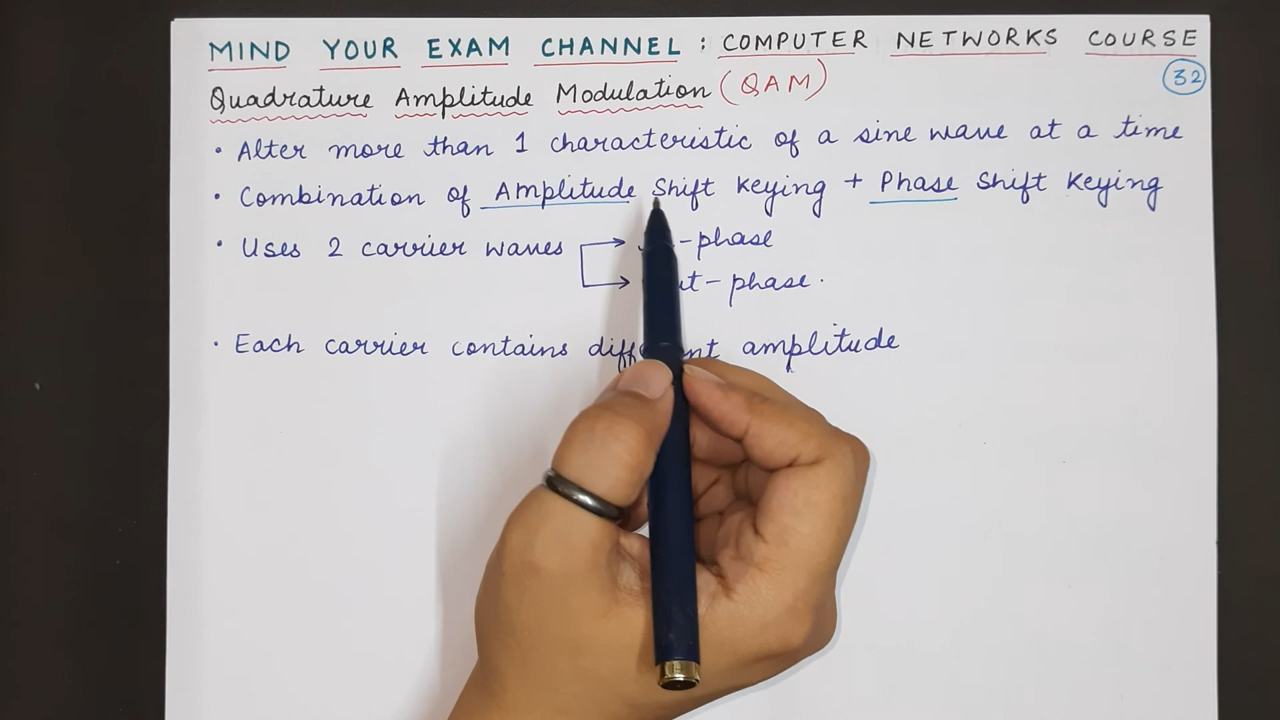 MIND YOUR EXAM CHANNEL : COMPUTER NETWORKS COURSE
Quadrature Amplitude Modulation (QAM)
32
• Alter more than 1 characteristic of a sine wave at a time
• Combination of Amplitude Shift Keying + Phase Shift Keying
• Uses 2 carrier waves → -phase
→ -phase.
• Each carrier contains amplitude